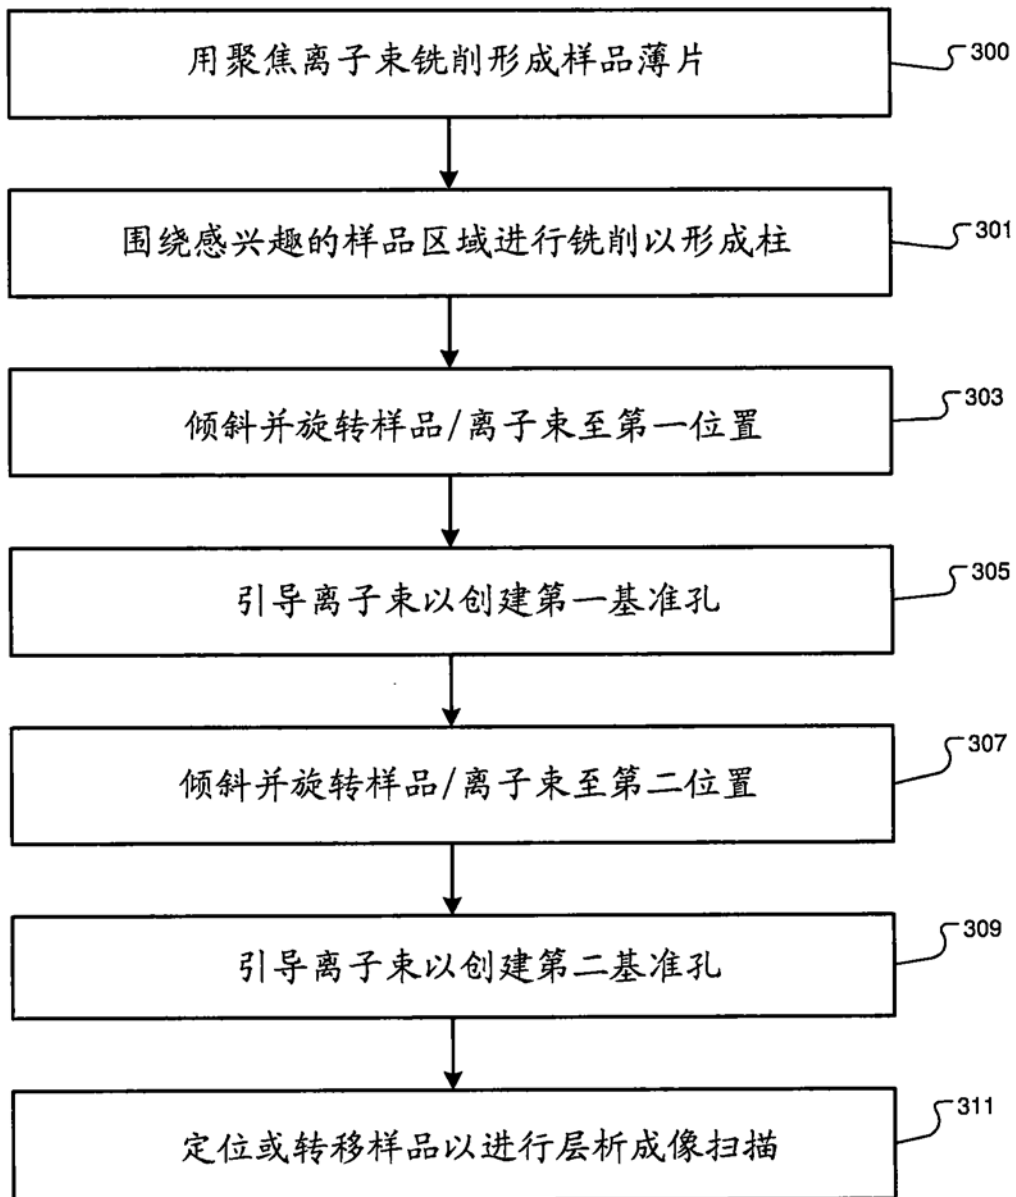 用聚焦离子束铣削形成样品薄片
300
围绕感兴趣的样品区域进行铣削以形成柱
301
倾斜并旋转样品/离子束至第一位置
303
引导离子束以创建第一基准孔
305
倾斜并旋转样品/离子束至第二位置
307
引导离子束以创建第二基准孔
309
定位或转移样品以进行层析成像扫描
311